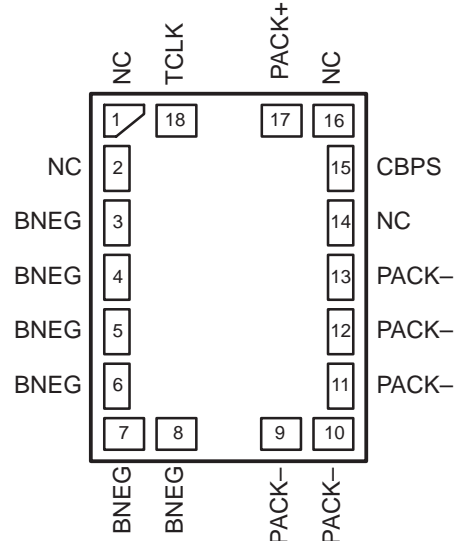 NC
TCLK
PACK+
NC
1
18
17
16
NC
2
15
CBPS
BNEG
3
14
NC
BNEG
4
13
PACK–
BNEG
5
12
PACK–
BNEG
6
11
PACK–
7
8
9
10
BNEG
BNEG
PACK–
PACK–